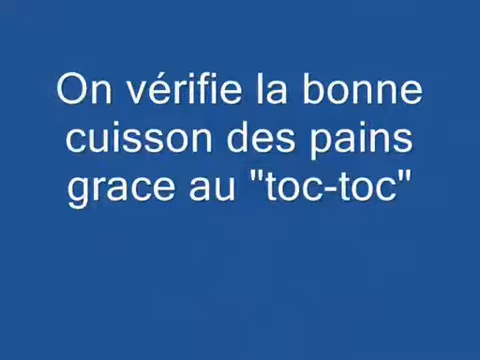 On vérifie la bonne
cuisson des pains
grace au "toc-toc"